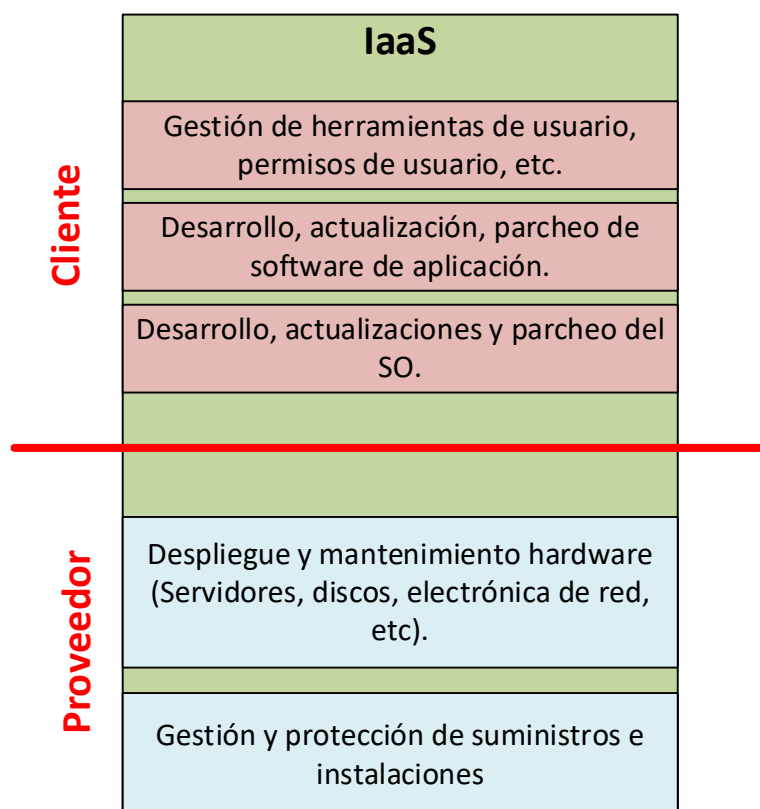 IaaS
Cliente
Gestión de herramientas de usuario,
permisos de usuario, etc.
Desarrollo, actualización, parcheo de
software de aplicación.
Desarrollo, actualizaciones y parcheo del
SO.
Proveedor
Despliegue y mantenimiento hardware
(Servidores, discos, electrónica de red,
etc).
Gestión y protección de suministros e
instalaciones